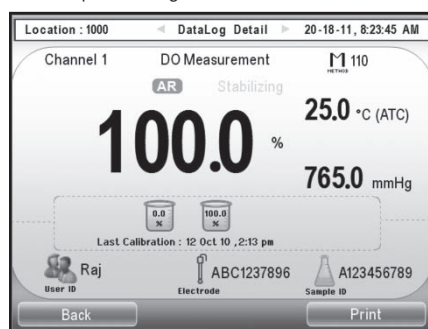 Location : 1000 DataLog Detail 20-18-11, 8:23:45 AM
Channel 1 DO Measurement M 110
METHOD
AR Stabilizing
100.0 %
25.0 °C (ATC)
765.0 mmHg
0.0 % 100.0 %
Last Calibration : 12 Oct 10 ,2:13 pm
Raj ABC1237896 A123456789
User ID Electrode Sample ID
Back Print